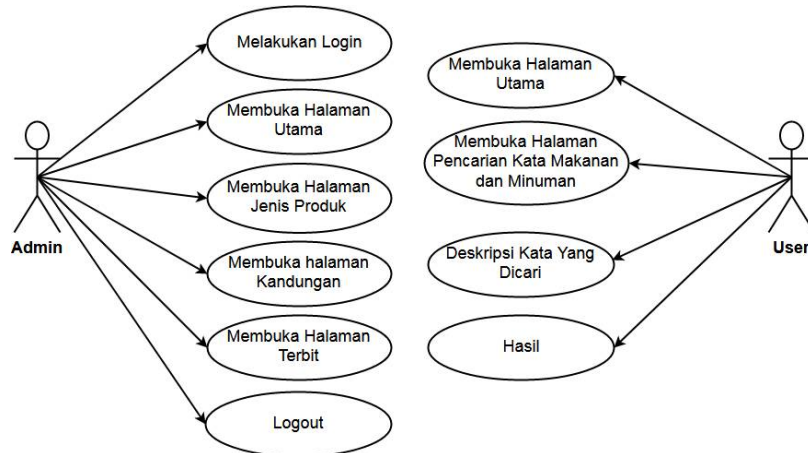 Melakukan Login
Membuka Halaman
Utama
Membuka Halaman
Jenis Produk
Membuka halaman
Kandungan
Membuka Halaman
Terbit
Logout
Admin
Membuka Halaman
Utama
Membuka Halaman
Pencarian Kata Makanan
dan Minuman
Deskripsi Kata Yang
Dicari
Hasil
User